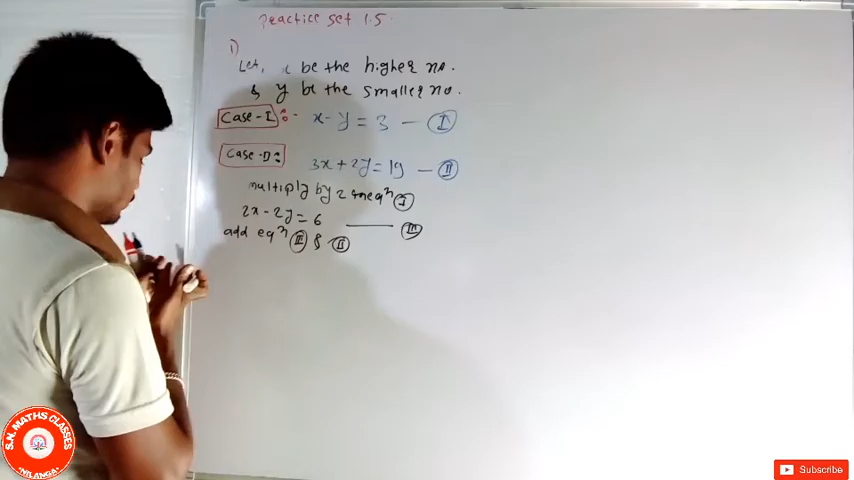 Practice set 1.5.
1)
Let, x be the higher no.
& y be the smaller no.
Case-I :- x-y=3 — I
Case-II : 3x+2y=19 — II
multiply by 2 eqⁿ I
2x-2y=6 — III
add eqⁿ III & II
S.N. MATHS CLASSES
NILANGA
Subscribe